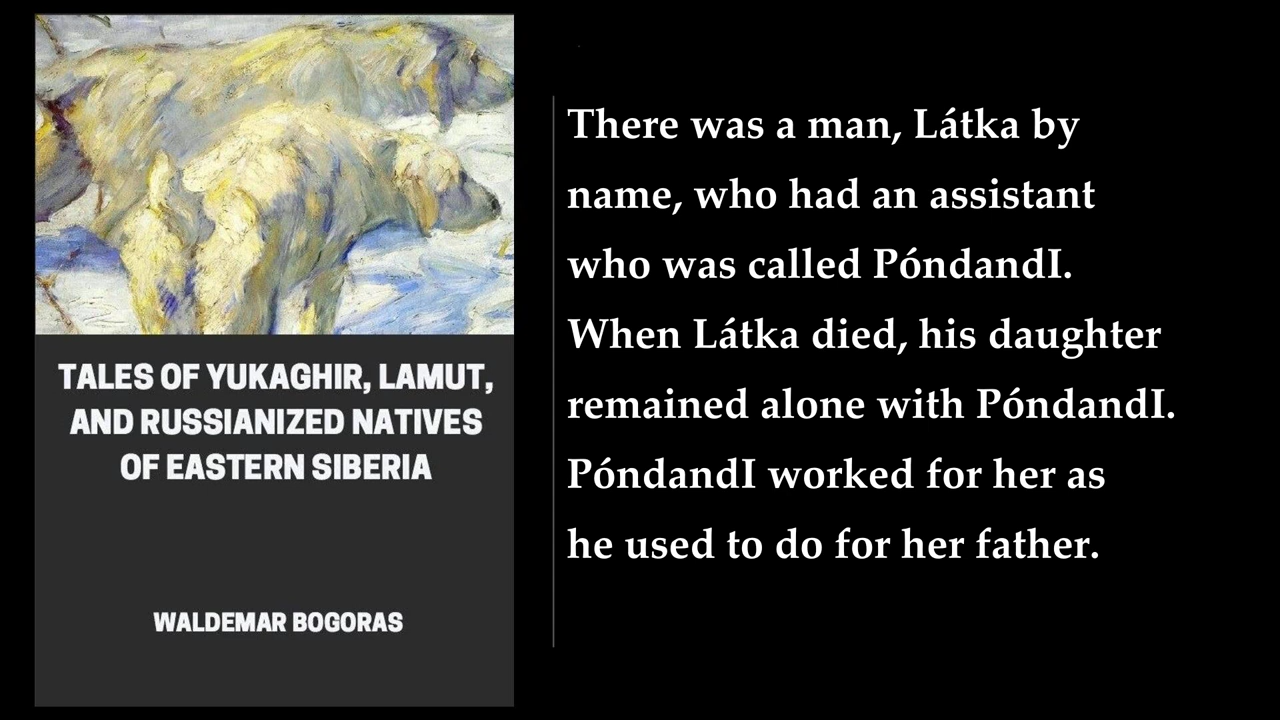 TALES OF YUKAGHIR, LAMUT,
AND RUSSIANIZED NATIVES
OF EASTERN SIBERIA
WALDEMAR BOGORAS
There was a man, Látka by
name, who had an assistant
who was called PóndandI.
When Látka died, his daughter
remained alone with PóndandI.
PóndandI worked for her as
he used to do for her father.